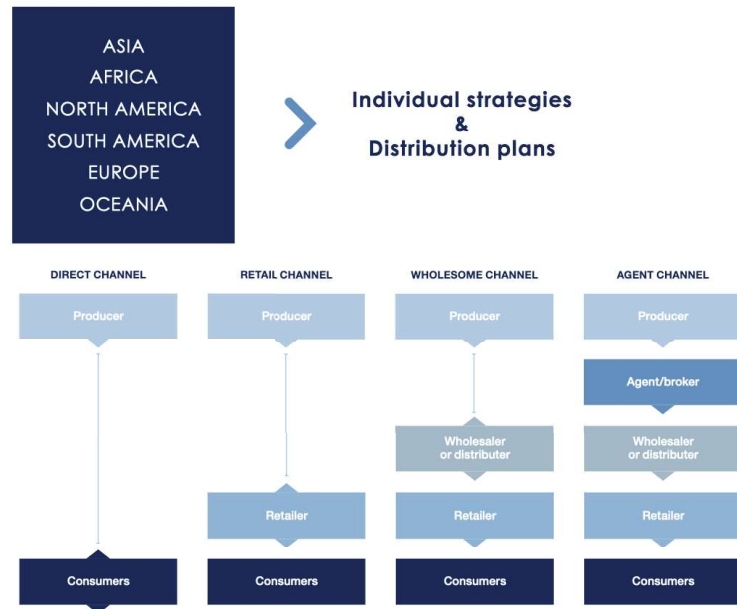 ASIA
AFRICA
NORTH AMERICA
SOUTH AMERICA
EUROPE
OCEANIA
Individual strategies
&
Distribution plans
DIRECT CHANNEL
Producer
Consumers
RETAIL CHANNEL
Producer
Retailer
Consumers
WHOLESOME CHANNEL
Producer
Wholesaler
or distributer
Retailer
Consumers
AGENT CHANNEL
Producer
Agent/broker
Wholesaler
or distributer
Retailer
Consumers